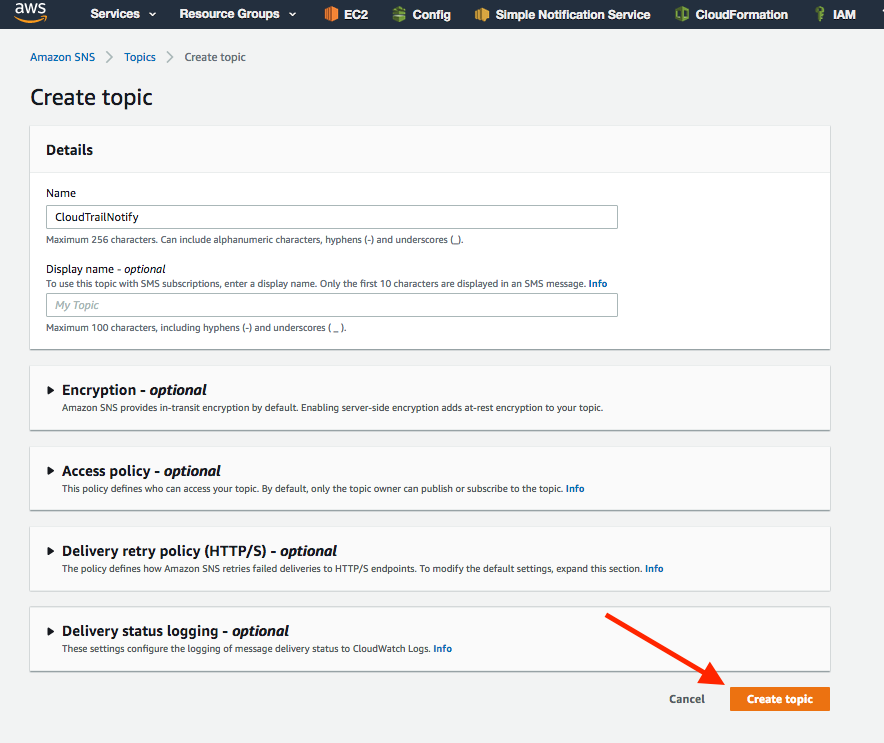 aws Services Resource Groups EC2 Config Simple Notification Service CloudFormation IAM
Amazon SNS Topics Create topic
Create topic
Details
Name
CloudTrailNotify
Maximum 256 characters. Can include alphanumeric characters, hyphens (-) and underscores (_).
Display name - optional
To use this topic with SMS subscriptions, enter a display name. Only the first 10 characters are displayed in an SMS message. Info
My Topic
Maximum 100 characters, including hyphens (-) and underscores ( _ ).
Encryption - optional
Amazon SNS provides in-transit encryption by default. Enabling server-side encryption adds at-rest encryption to your topic.
Access policy - optional
This policy defines who can access your topic. By default, only the topic owner can publish or subscribe to the topic. Info
Delivery retry policy (HTTP/S) - optional
The policy defines how Amazon SNS retries failed deliveries to HTTP/S endpoints. To modify the default settings, expand this section. Info
Delivery status logging - optional
These settings configure the logging of message delivery status to CloudWatch Logs. Info
Cancel Create topic